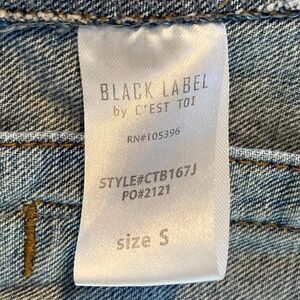 BLACK LABEL
by C'EST TOI
RN#105396
STYLE#CTB167J
PO#2121
size S